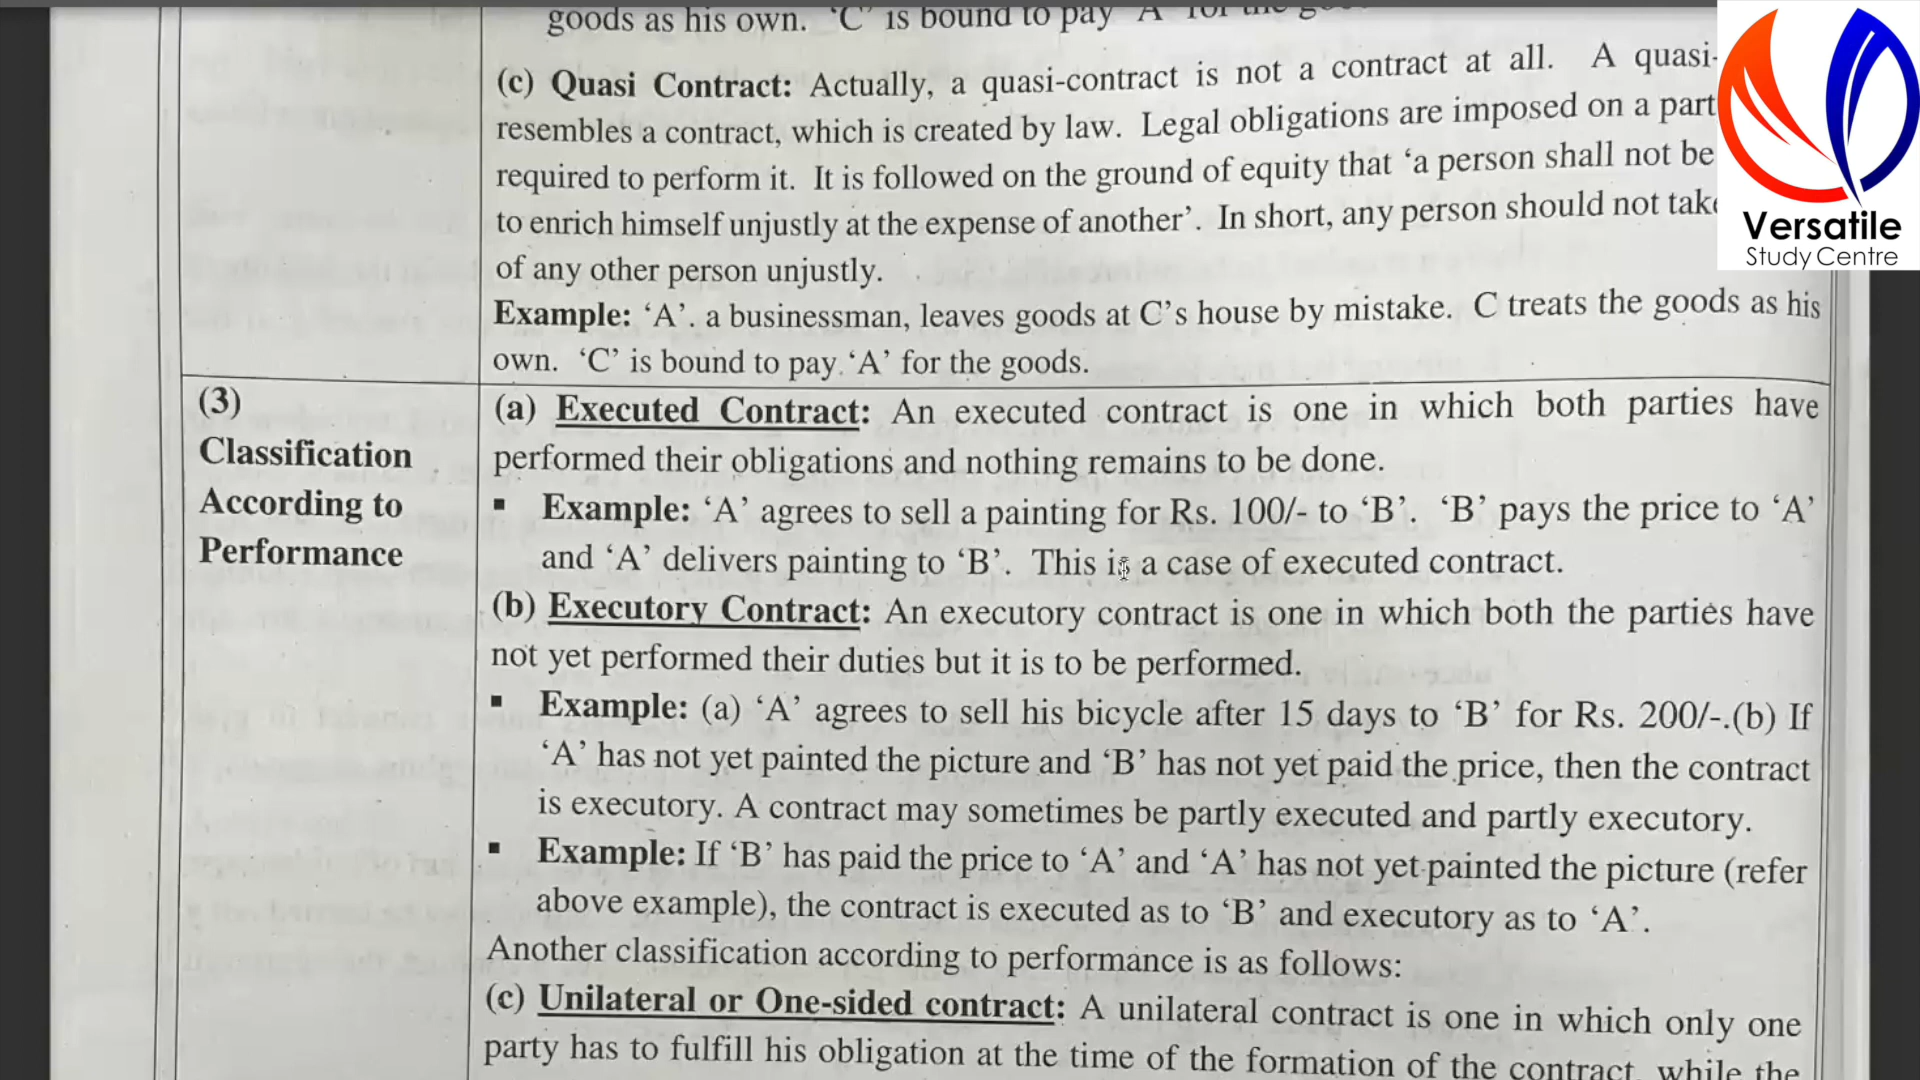 goods as his own. ‘C’ is bound to pay ‘A’ for the
(c) Quasi Contract: Actually, a quasi-contract is not a contract at all. A quasi-
resembles a contract, which is created by law. Legal obligations are imposed on a part
required to perform it. It is followed on the ground of equity that ‘a person shall not be
to enrich himself unjustly at the expense of another’. In short, any person should not take
of any other person unjustly.
Example: ‘A’. a businessman, leaves goods at C’s house by mistake. C treats the goods as his
own. ‘C’ is bound to pay ‘A’ for the goods.
(3)
Classification
According to
Performance
(a) Executed Contract: An executed contract is one in which both parties have
performed their obligations and nothing remains to be done.
▪ Example: ‘A’ agrees to sell a painting for Rs. 100/- to ‘B’. ‘B’ pays the price to ‘A’
and ‘A’ delivers painting to ‘B’. This is a case of executed contract.
(b) Executory Contract: An executory contract is one in which both the parties have
not yet performed their duties but it is to be performed.
▪ Example: (a) ‘A’ agrees to sell his bicycle after 15 days to ‘B’ for Rs. 200/-.(b) If
‘A’ has not yet painted the picture and ‘B’ has not yet paid the price, then the contract
is executory. A contract may sometimes be partly executed and partly executory.
▪ Example: If ‘B’ has paid the price to ‘A’ and ‘A’ has not yet painted the picture (refer
above example), the contract is executed as to ‘B’ and executory as to ‘A’.
Another classification according to performance is as follows:
(c) Unilateral or One-sided contract: A unilateral contract is one in which only one
party has to fulfill his obligation at the time of the formation of the contract, while the
Versatile
Study Centre